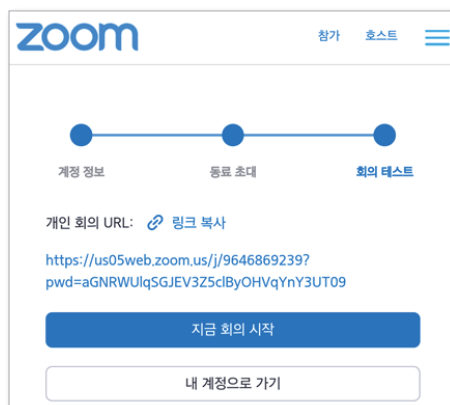 zoom
참가 호스트
계정 정보 동료 초대 회의 테스트
개인 회의 URL: 링크 복사
https://us05web.zoom.us/j/9646869239?
pwd=aGNRWUlqSGJEV3Z5clByOHVqYnY3UT09
지금 회의 시작
내 계정으로 가기